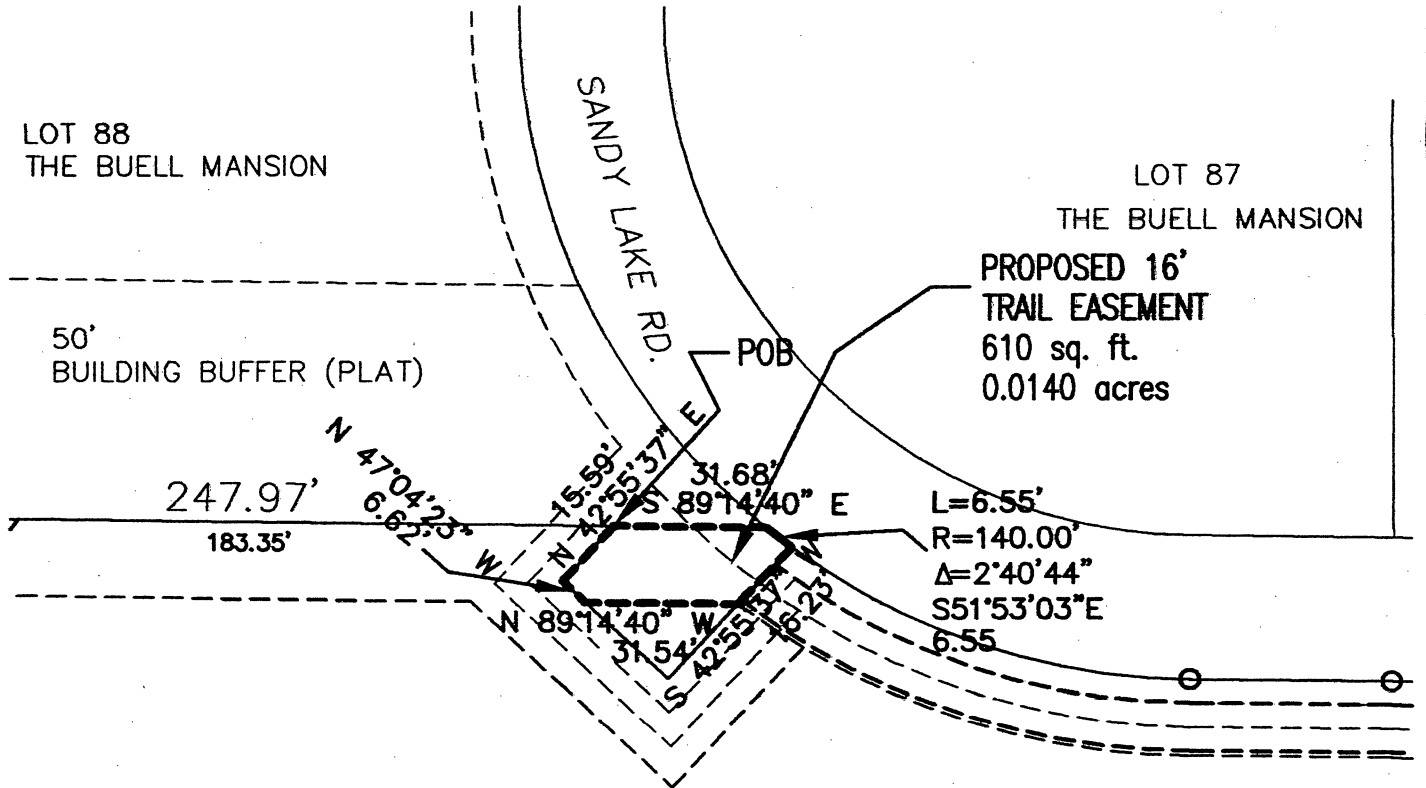 LOT 88
THE BUELL MANSION
SANDY LAKE RD.
LOT 87
THE BUELL MANSION
PROPOSED 16'
TRAIL EASEMENT
610 sq. ft.
0.0140 acres
50'
BUILDING BUFFER (PLAT)
POB
N 47°04'23" W
6.62'
247.97'
183.35'
15.59'
N 42°55'37" E
31.68'
S 89°14'40" E
L=6.55'
R=140.00'
Δ=2°40'44"
S51°53'03"E
6.55
N 89°14'40" W
31.54'
S 42°55'37" W
16.23'